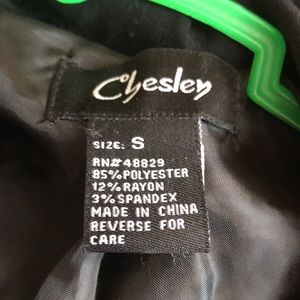 Chesley
SIZE: S
RN# 48829
85% POLYESTER
12% RAYON
3% SPANDEX
MADE IN CHINA
REVERSE FOR
CARE